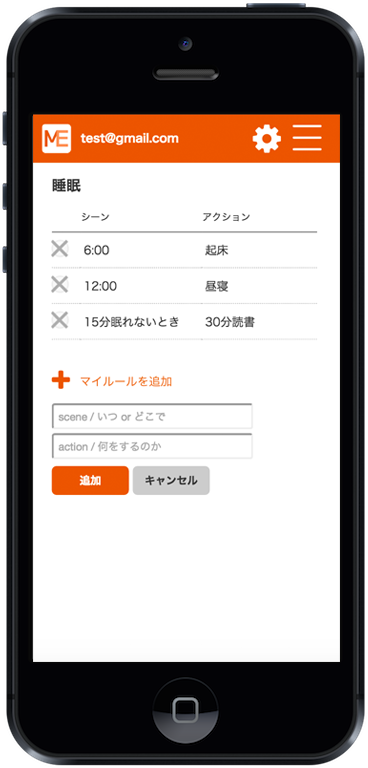 ME test@gmail.com
睡眠
シーン アクション
6:00 起床
12:00 昼寝
15分眠れないとき 30分読書
マイルールを追加
scene / いつ or どこで
action / 何をするのか
追加 キャンセル